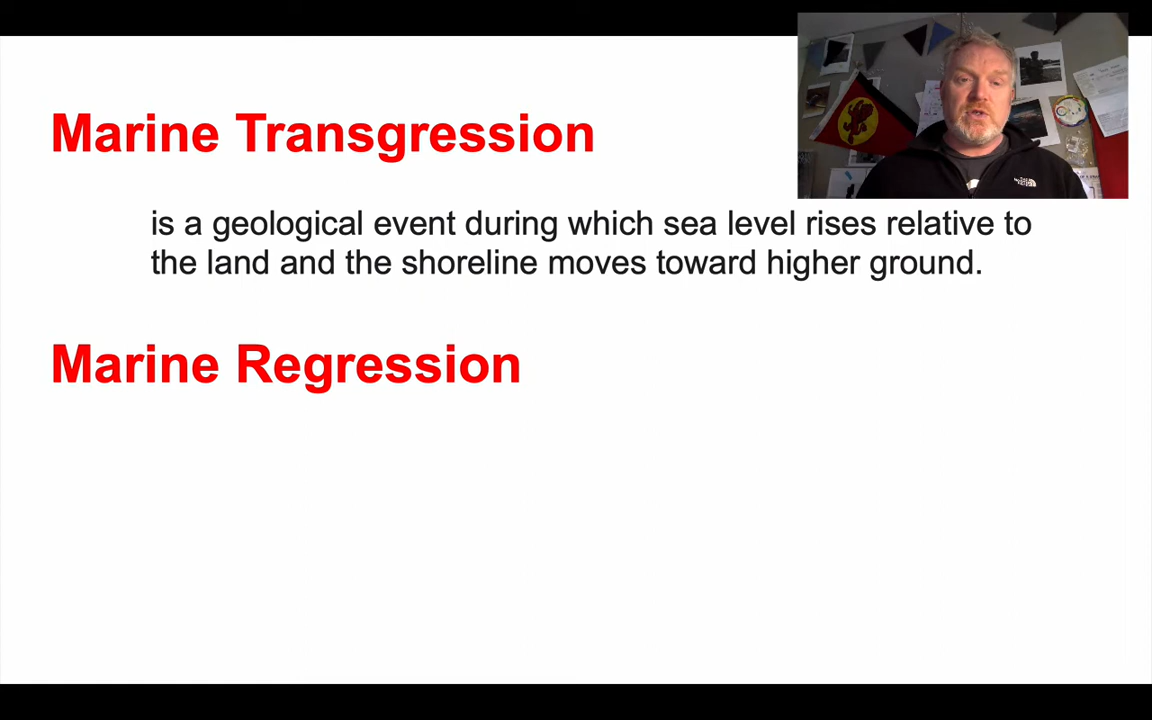 Marine Transgression
is a geological event during which sea level rises relative to
the land and the shoreline moves toward higher ground.
Marine Regression